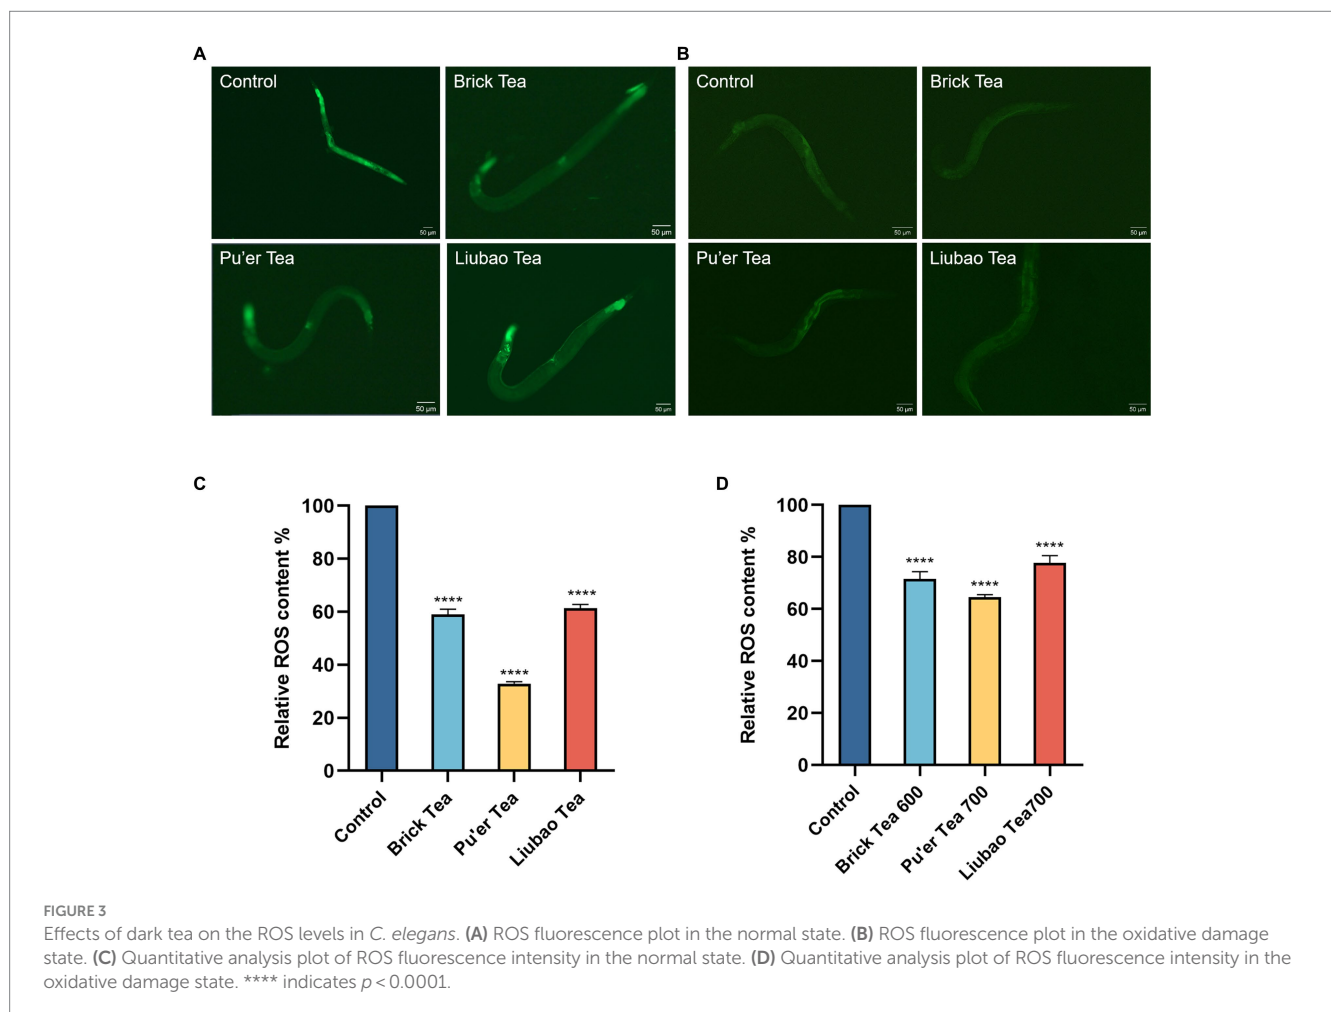 A
B
Control
Brick Tea
Control
Brick Tea
50 µm
50 µm
50 µm
50 µm
Pu'er Tea
Liubao Tea
Pu'er Tea
Liubao Tea
50 µm
50 µm
50 µm
50 µm
C
Relative ROS content %
100
80
60
40
20
0
****
****
****
Control
Brick Tea
Pu'er Tea
Liubao Tea
D
Relative ROS content %
100
80
60
40
20
0
****
****
****
Control
Brick Tea 600
Pu'er Tea 700
Liubao Tea700
FIGURE 3
Effects of dark tea on the ROS levels in C. elegans. (A) ROS fluorescence plot in the normal state. (B) ROS fluorescence plot in the oxidative damage
state. (C) Quantitative analysis plot of ROS fluorescence intensity in the normal state. (D) Quantitative analysis plot of ROS fluorescence intensity in the
oxidative damage state. **** indicates p < 0.0001.